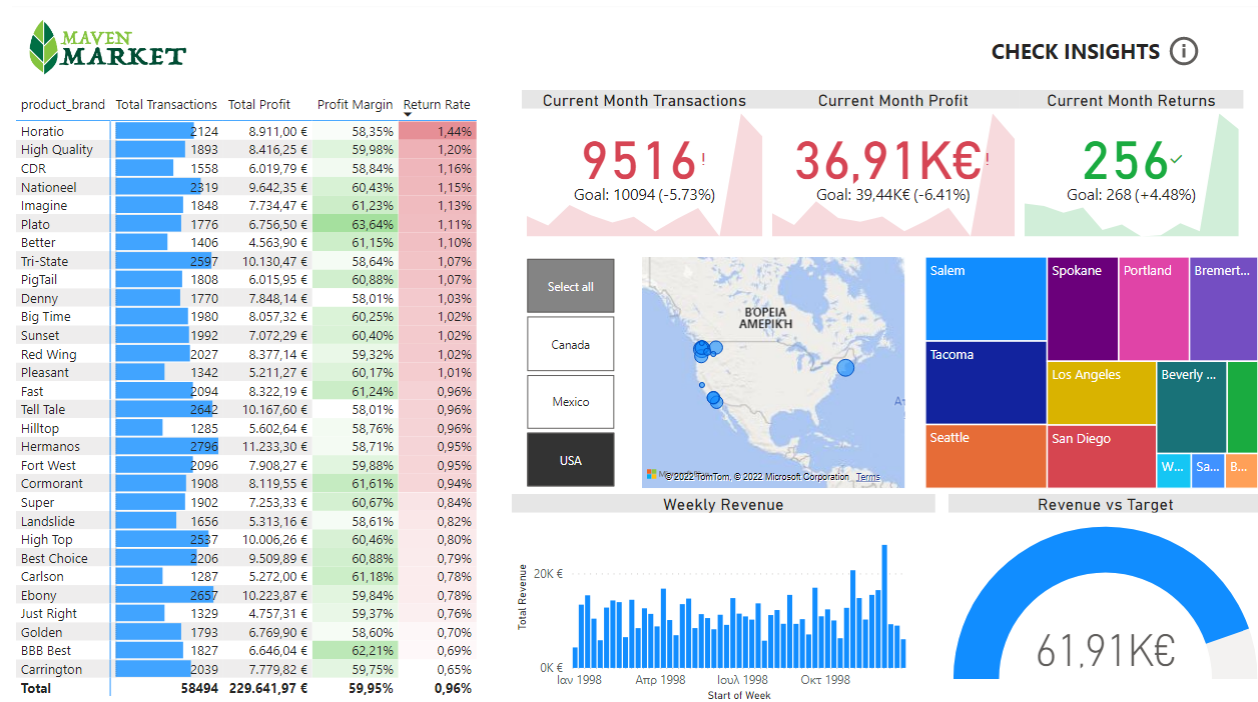 MAVEN
MARKET
CHECK INSIGHTS
product_brand Total Transactions Total Profit Profit Margin Return Rate
Horatio 2124 8.911,00 € 58,35% 1,44%
High Quality 1893 8.416,25 € 59,98% 1,20%
CDR 1558 6.019,79 € 58,84% 1,16%
Nationeel 2319 9.642,35 € 60,43% 1,15%
Imagine 1848 7.734,47 € 61,23% 1,13%
Plato 1776 6.756,50 € 63,64% 1,11%
Better 1406 4.563,90 € 61,15% 1,10%
Tri-State 2597 10.130,47 € 58,64% 1,07%
PigTail 1808 6.015,95 € 60,88% 1,07%
Denny 1770 7.848,14 € 58,01% 1,03%
Big Time 1980 8.057,32 € 60,25% 1,02%
Sunset 1992 7.072,29 € 60,40% 1,02%
Red Wing 2027 8.377,14 € 59,32% 1,02%
Pleasant 1342 5.211,27 € 60,17% 1,01%
Fast 2094 8.322,19 € 61,24% 0,96%
Tell Tale 2642 10.167,60 € 58,01% 0,96%
Hilltop 1285 5.602,64 € 58,76% 0,96%
Hermanos 2796 11.233,30 € 58,71% 0,95%
Fort West 2096 7.908,27 € 59,88% 0,95%
Cormorant 1908 8.119,55 € 61,61% 0,94%
Super 1902 7.253,33 € 60,67% 0,84%
Landslide 1656 5.313,16 € 58,61% 0,82%
High Top 2537 10.006,26 € 60,46% 0,80%
Best Choice 2206 9.509,89 € 60,88% 0,79%
Carlson 1287 5.272,00 € 61,18% 0,78%
Ebony 2657 10.223,87 € 59,84% 0,78%
Just Right 1329 4.757,31 € 59,37% 0,76%
Golden 1793 6.769,90 € 58,60% 0,70%
BBB Best 1827 6.646,04 € 62,21% 0,69%
Carrington 2039 7.779,82 € 59,75% 0,65%
Total 58494 229.641,97 € 59,95% 0,96%
Current Month Transactions
9516!
Goal: 10094 (-5.73%)
Current Month Profit
36,91K€!
Goal: 39,44K€ (-6.41%)
Current Month Returns
256
Goal: 268 (+4.48%)
Select all
Canada
Mexico
USA
ΒΌΡΕΙΑ
ΑΜΕΡΙΚΉ
© 2022 TomTom, © 2022 Microsoft Corporation Terms
Salem
Tacoma
Seattle
Spokane
Portland
Bremert...
Los Angeles
San Diego
Beverly ...
W...
Sa...
B...
Weekly Revenue
Total Revenue
20K €
0K €
Ιαν 1998 Απρ 1998 Ιουλ 1998 Οκτ 1998
Start of Week
Revenue vs Target
61,91K€